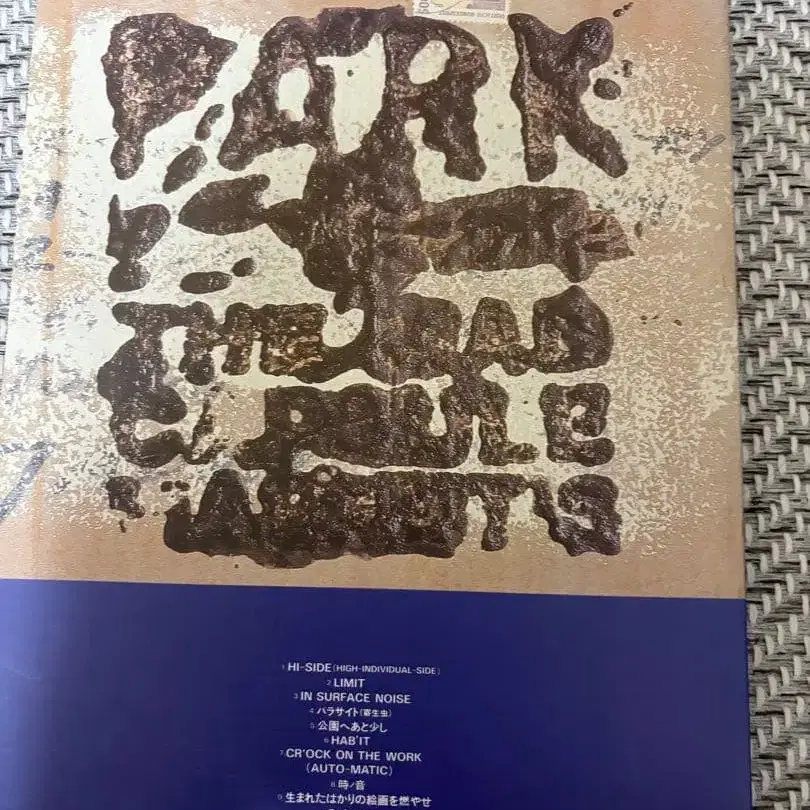 PARK
THE MAD
CAPSULE
MARKETS
1 HI-SIDE (HIGH-INDIVIDUAL-SIDE)
2 LIMIT
3 IN SURFACE NOISE
4 パラサイト(寄生虫)
5 公園へあと少し
6 HAB'IT
7 CR'OCK ON THE WORK
(AUTO-MATIC)
8 時/音
9 生まれたばかりの絵画を燃やせ